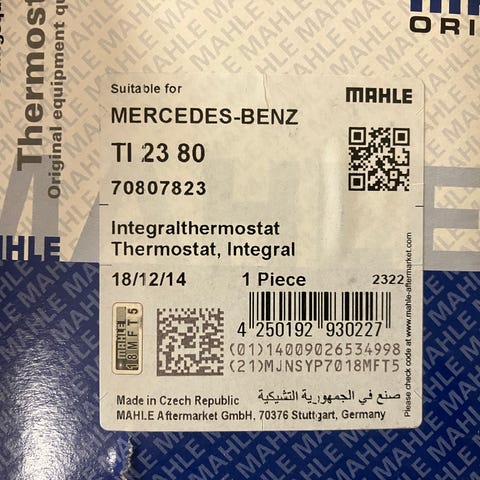 Thermost
Original equipment qu
MAHLE
ORI
Suitable for
MAHLE
MERCEDES-BENZ
TI 23 80
70807823
Integralthermostat
Thermostat, Integral
18/12/14 1 Piece 2322
MAHLE
18MFT5
4 250192 930227
(01)14009026534998
(21)MJNSYP7018MFT5
Please check code at www.mahle-aftermarket.com
Made in Czech Republic صنع في الجمهورية التشيكية
MAHLE Aftermarket GmbH, 70376 Stuttgart, Germany